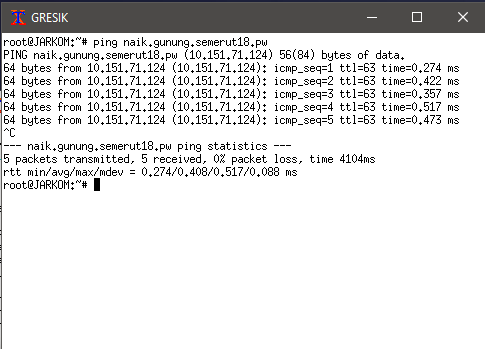 GRESIK
root@JARKOM:~# ping naik.gunung.semerut18.pw
PING naik.gunung.semerut18.pw (10.151.71.124) 56(84) bytes of data.
64 bytes from 10.151.71.124 (10.151.71.124): icmp_seq=1 ttl=63 time=0.274 ms
64 bytes from 10.151.71.124 (10.151.71.124): icmp_seq=2 ttl=63 time=0.422 ms
64 bytes from 10.151.71.124 (10.151.71.124): icmp_seq=3 ttl=63 time=0.357 ms
64 bytes from 10.151.71.124 (10.151.71.124): icmp_seq=4 ttl=63 time=0.517 ms
64 bytes from 10.151.71.124 (10.151.71.124): icmp_seq=5 ttl=63 time=0.473 ms
^C
--- naik.gunung.semerut18.pw ping statistics ---
5 packets transmitted, 5 received, 0% packet loss, time 4104ms
rtt min/avg/max/mdev = 0.274/0.408/0.517/0.088 ms
root@JARKOM:~#